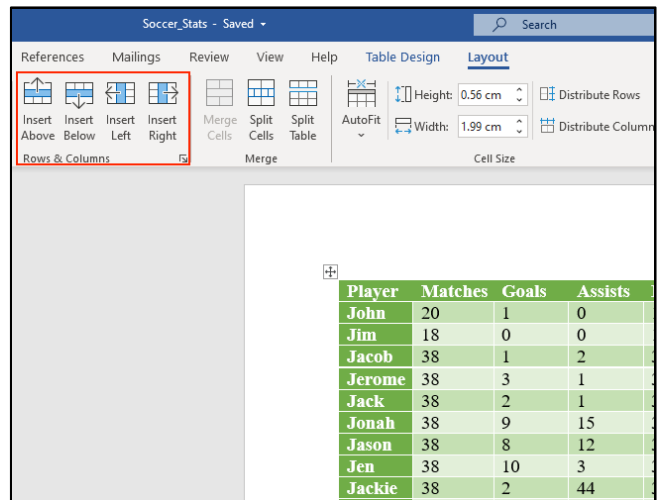 Soccer_Stats - Saved
Search
References Mailings Review View Help Table Design Layout
Insert Above
Insert Below
Insert Left
Insert Right
Merge Cells
Split Cells
Split Table
AutoFit
Height: 0.56 cm
Width: 1.99 cm
Distribute Rows
Distribute Column
Rows & Columns
Merge
Cell Size
Player Matches Goals Assists
John 20 1 0
Jim 18 0 0
Jacob 38 1 2
Jerome 38 3 1
Jack 38 2 1
Jonah 38 9 15
Jason 38 8 12
Jen 38 10 3
Jackie 38 2 44